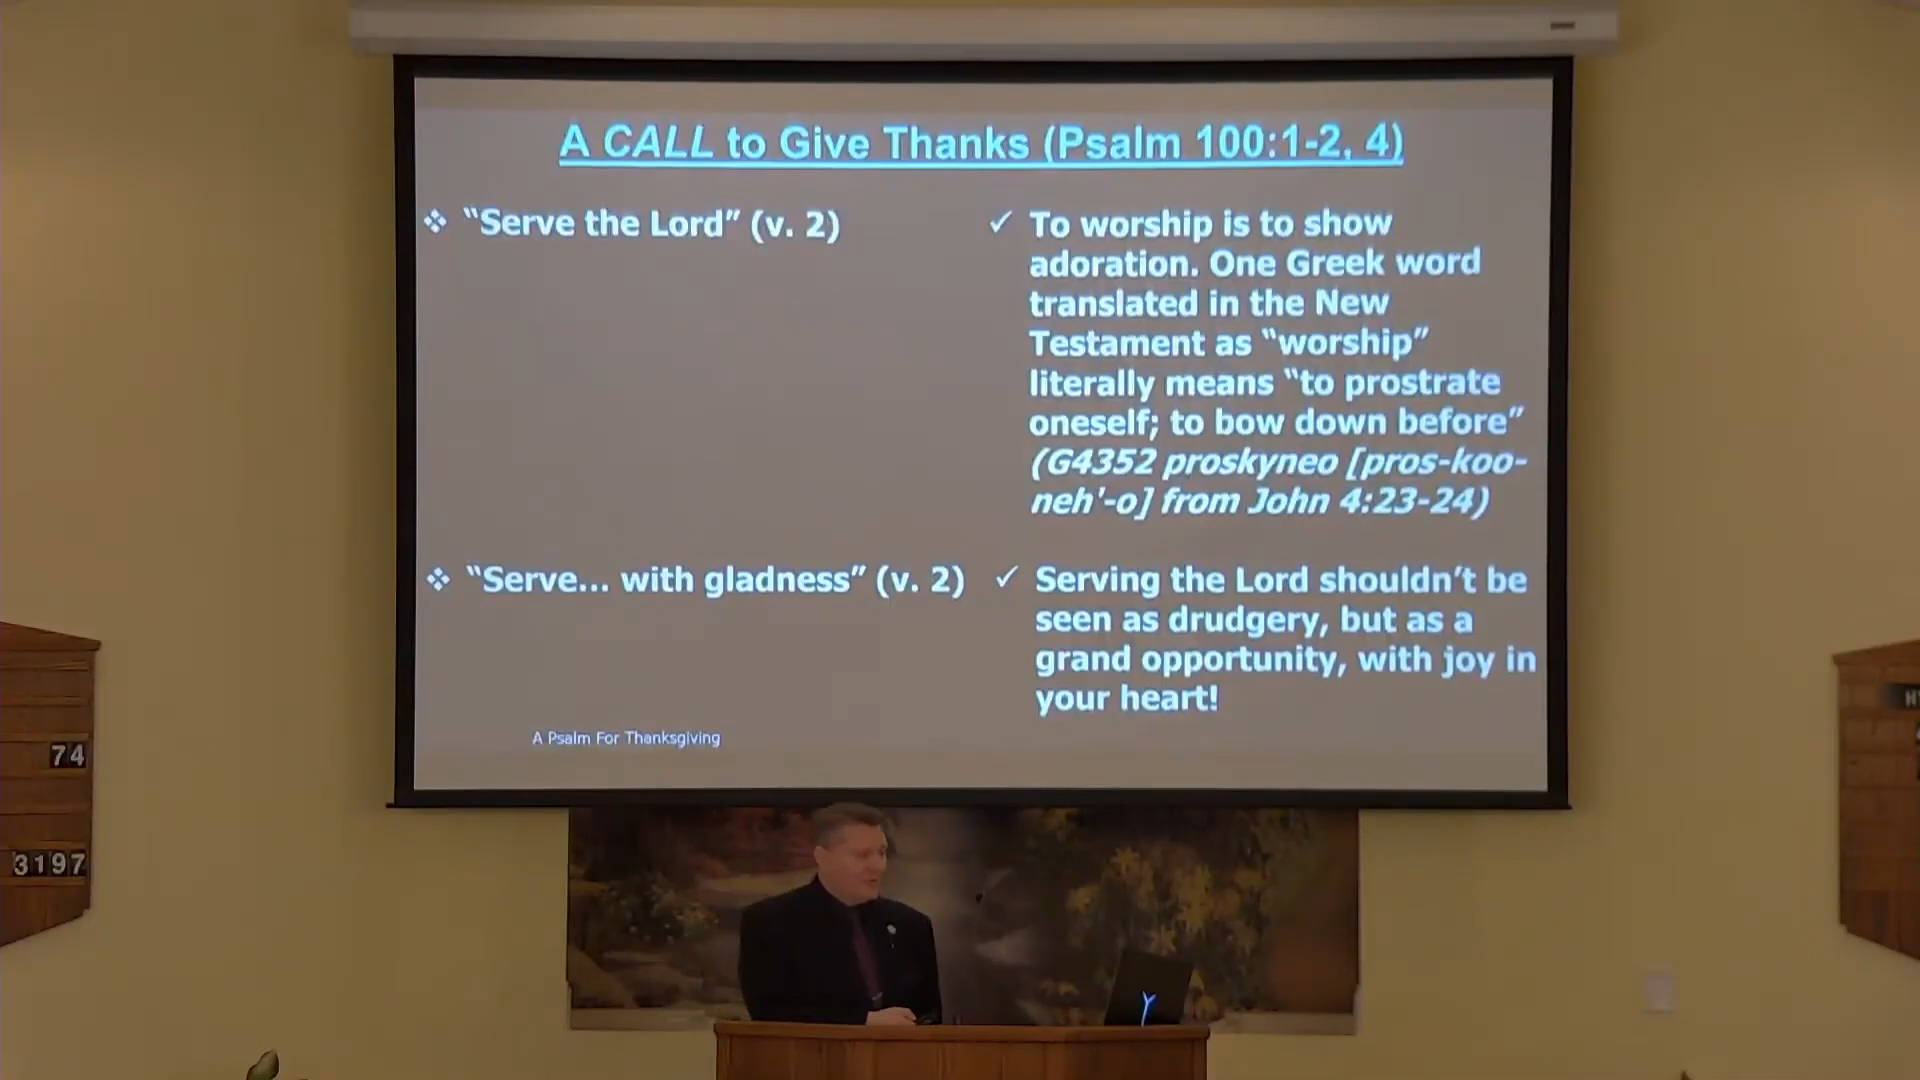 A CALL to Give Thanks (Psalm 100:1-2, 4)
❖ “Serve the Lord” (v. 2)
✓ To worship is to show
adoration. One Greek word
translated in the New
Testament as “worship”
literally means “to prostrate
oneself; to bow down before”
(G4352 proskyneo [pros-koo-
neh'-o] from John 4:23-24)
❖ “Serve... with gladness” (v. 2)
✓ Serving the Lord shouldn’t be
seen as drudgery, but as a
grand opportunity, with joy in
your heart!
A Psalm For Thanksgiving
74
3197